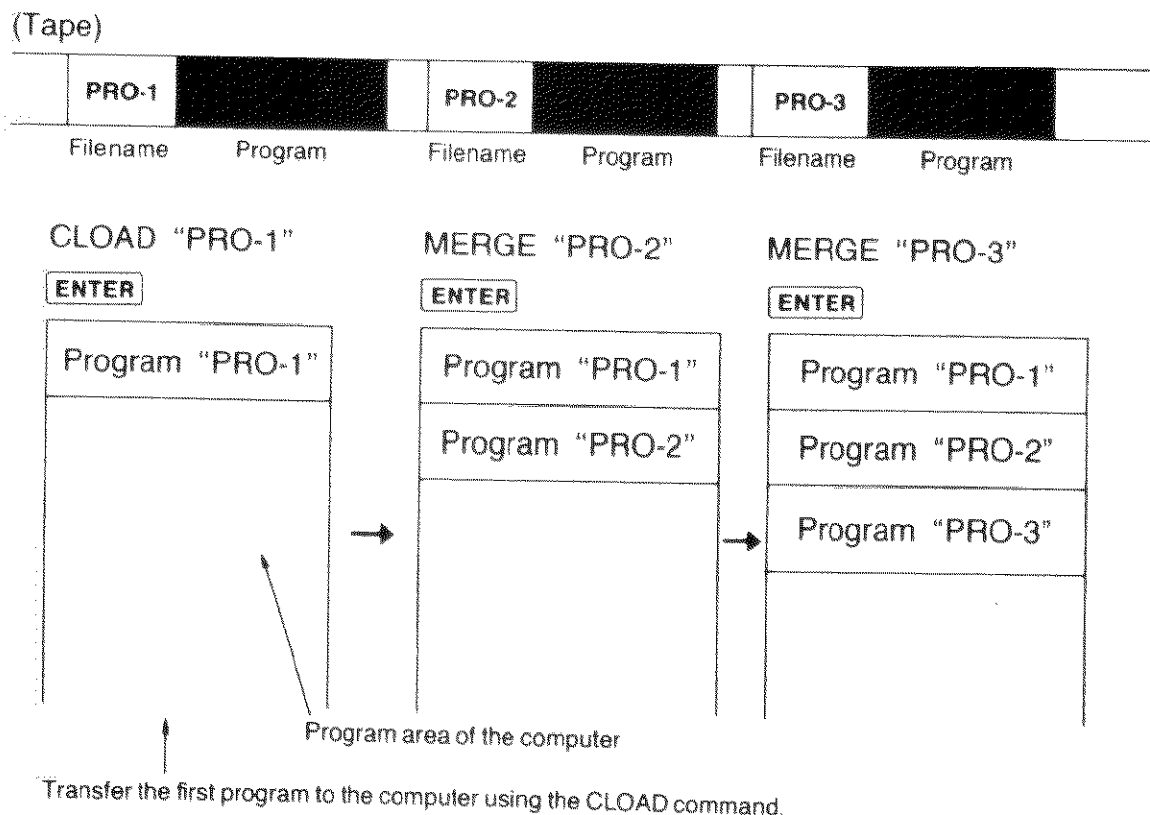 (Tape)
PRO-1 PRO-2 PRO-3
Filename Program Filename Program Filename Program
CLOAD “PRO-1” MERGE “PRO-2” MERGE “PRO-3”
ENTER ENTER ENTER
Program “PRO-1” Program “PRO-1” Program “PRO-1”
Program “PRO-2” Program “PRO-2”
Program “PRO-3”
Program area of the computer
Transfer the first program to the computer using the CLOAD command.